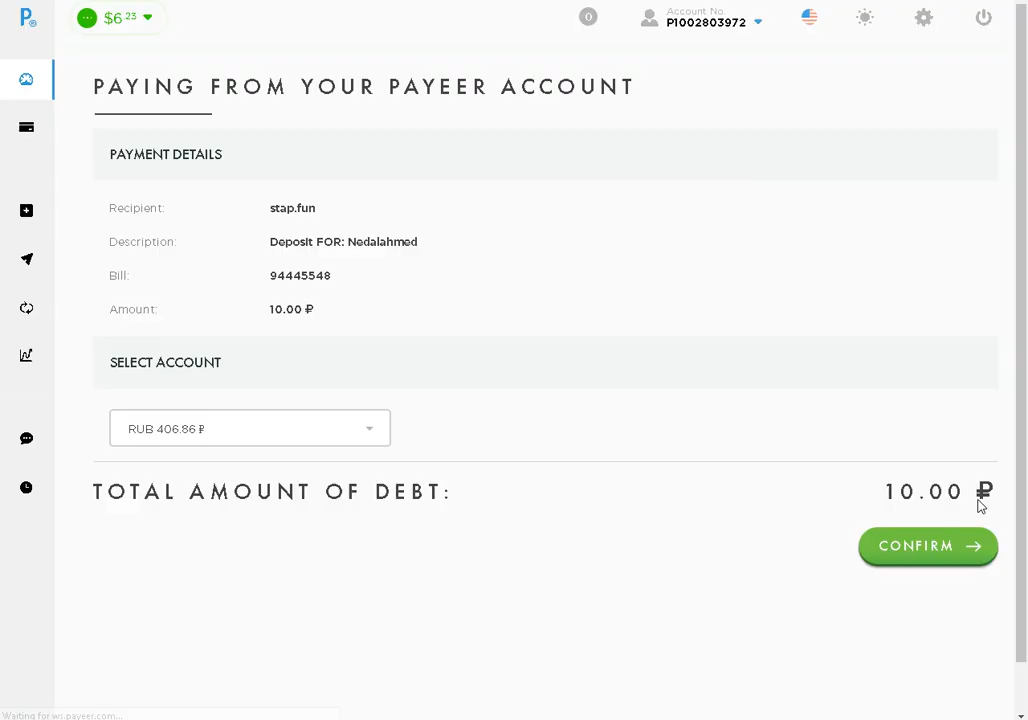 P®
$6.23
0
Account No.
P1002803972
PAYING FROM YOUR PAYEER ACCOUNT
PAYMENT DETAILS
Recipient: stap.fun
Description: Deposit FOR: Nedalahmed
Bill: 94445548
Amount: 10.00 ₽
SELECT ACCOUNT
RUB 406.86 ₽
TOTAL AMOUNT OF DEBT: 10.00 ₽
CONFIRM →
Waiting for ws.payeer.com...